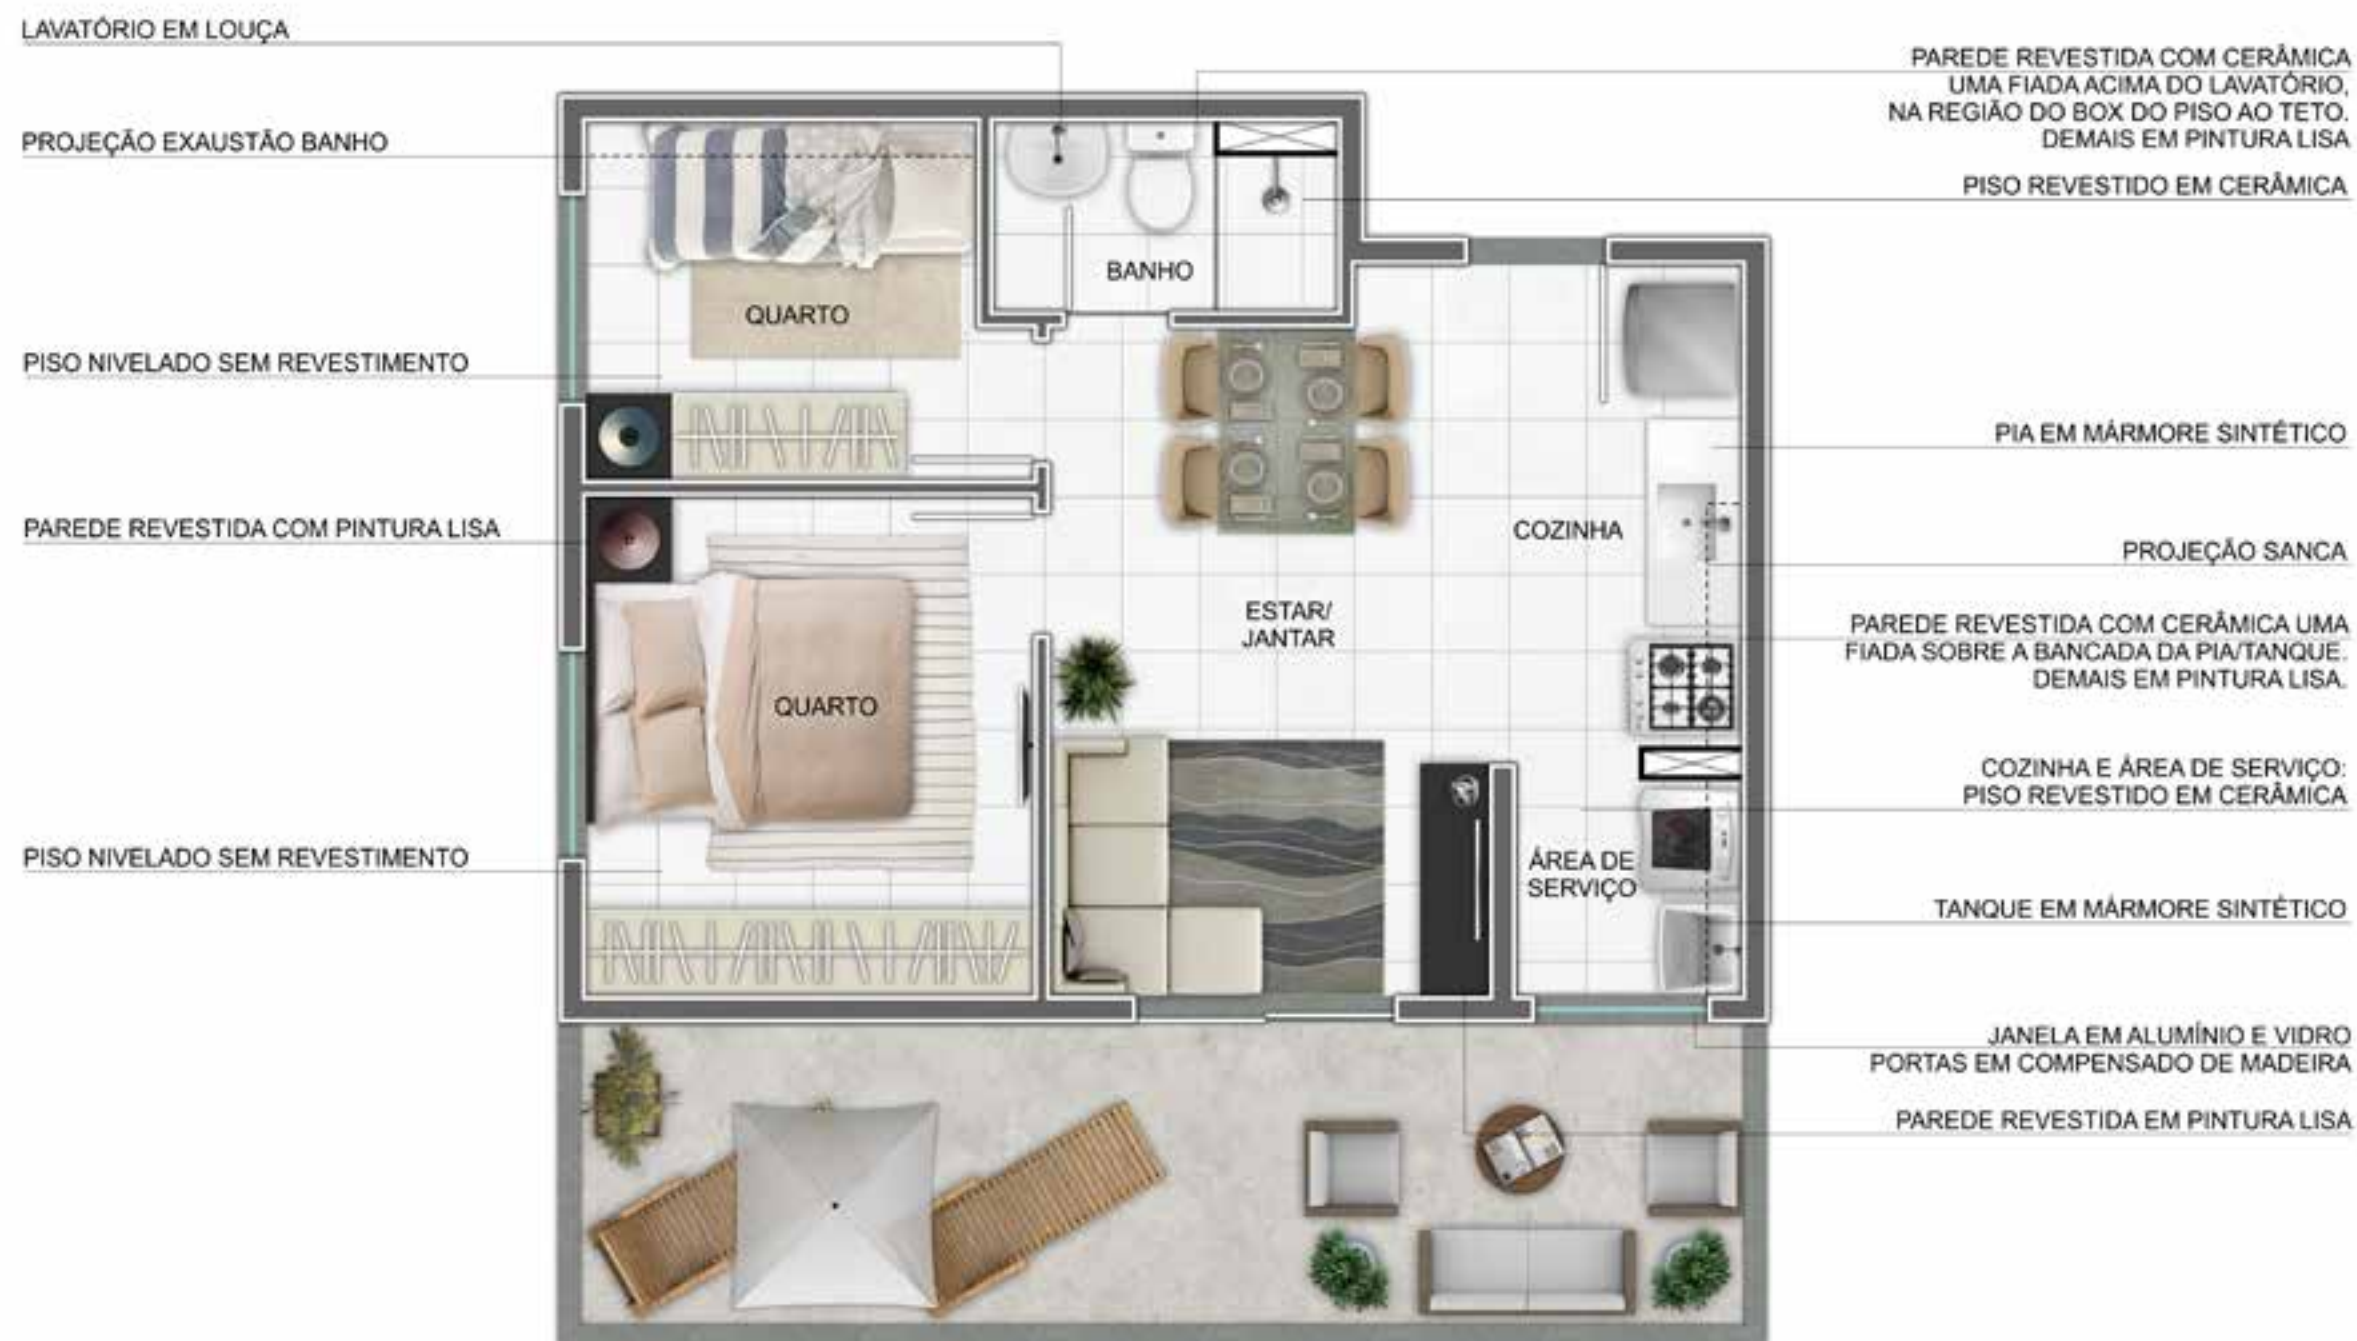 LAVATÓRIO EM LOUÇA
PROJEÇÃO EXAUSTÃO BANHO
PISO NIVELADO SEM REVESTIMENTO
PAREDE REVESTIDA COM PINTURA LISA
PISO NIVELADO SEM REVESTIMENTO
QUARTO
BANHO
QUARTO
ESTAR/
JANTAR
COZINHA
ÁREA DE
SERVIÇO
PAREDE REVESTIDA COM CERÂMICA
UMA FIADA ACIMA DO LAVATÓRIO,
NA REGIÃO DO BOX DO PISO AO TETO.
DEMAIS EM PINTURA LISA
PISO REVESTIDO EM CERÂMICA
PIA EM MÁRMORE SINTÉTICO
PROJEÇÃO SANCA
PAREDE REVESTIDA COM CERÂMICA UMA
FIADA SOBRE A BANCADA DA PIA/TANQUE.
DEMAIS EM PINTURA LISA.
COZINHA E ÁREA DE SERVIÇO:
PISO REVESTIDO EM CERÂMICA
TANQUE EM MÁRMORE SINTÉTICO
JANELA EM ALUMÍNIO E VIDRO
PORTAS EM COMPENSADO DE MADEIRA
PAREDE REVESTIDA EM PINTURA LISA